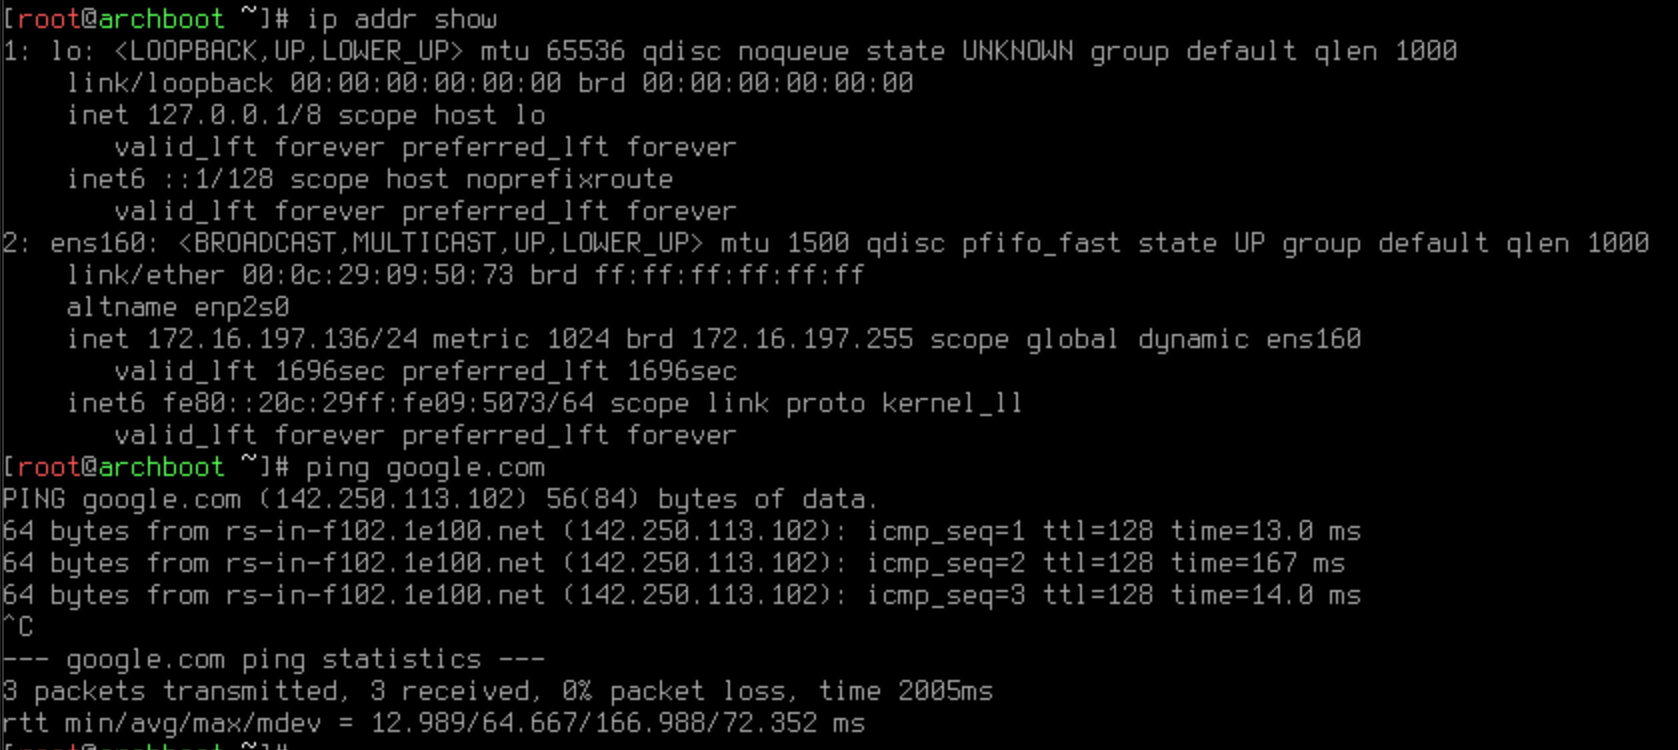 [root@archboot ~]# ip addr show
1: lo: <LOOPBACK,UP,LOWER_UP> mtu 65536 qdisc noqueue state UNKNOWN group default qlen 1000
    link/loopback 00:00:00:00:00:00 brd 00:00:00:00:00:00
    inet 127.0.0.1/8 scope host lo
       valid_lft forever preferred_lft forever
    inet6 ::1/128 scope host noprefixroute
       valid_lft forever preferred_lft forever
2: ens160: <BROADCAST,MULTICAST,UP,LOWER_UP> mtu 1500 qdisc pfifo_fast state UP group default qlen 1000
    link/ether 00:0c:29:09:50:73 brd ff:ff:ff:ff:ff:ff
    altname enp2s0
    inet 172.16.197.136/24 metric 1024 brd 172.16.197.255 scope global dynamic ens160
       valid_lft 1696sec preferred_lft 1696sec
    inet6 fe80::20c:29ff:fe09:5073/64 scope link proto kernel_ll
       valid_lft forever preferred_lft forever
[root@archboot ~]# ping google.com
PING google.com (142.250.113.102) 56(84) bytes of data.
64 bytes from rs-in-f102.1e100.net (142.250.113.102): icmp_seq=1 ttl=128 time=13.0 ms
64 bytes from rs-in-f102.1e100.net (142.250.113.102): icmp_seq=2 ttl=128 time=167 ms
64 bytes from rs-in-f102.1e100.net (142.250.113.102): icmp_seq=3 ttl=128 time=14.0 ms
^C
--- google.com ping statistics ---
3 packets transmitted, 3 received, 0% packet loss, time 2005ms
rtt min/avg/max/mdev = 12.989/64.667/166.988/72.352 ms
[root@archboot ~]#